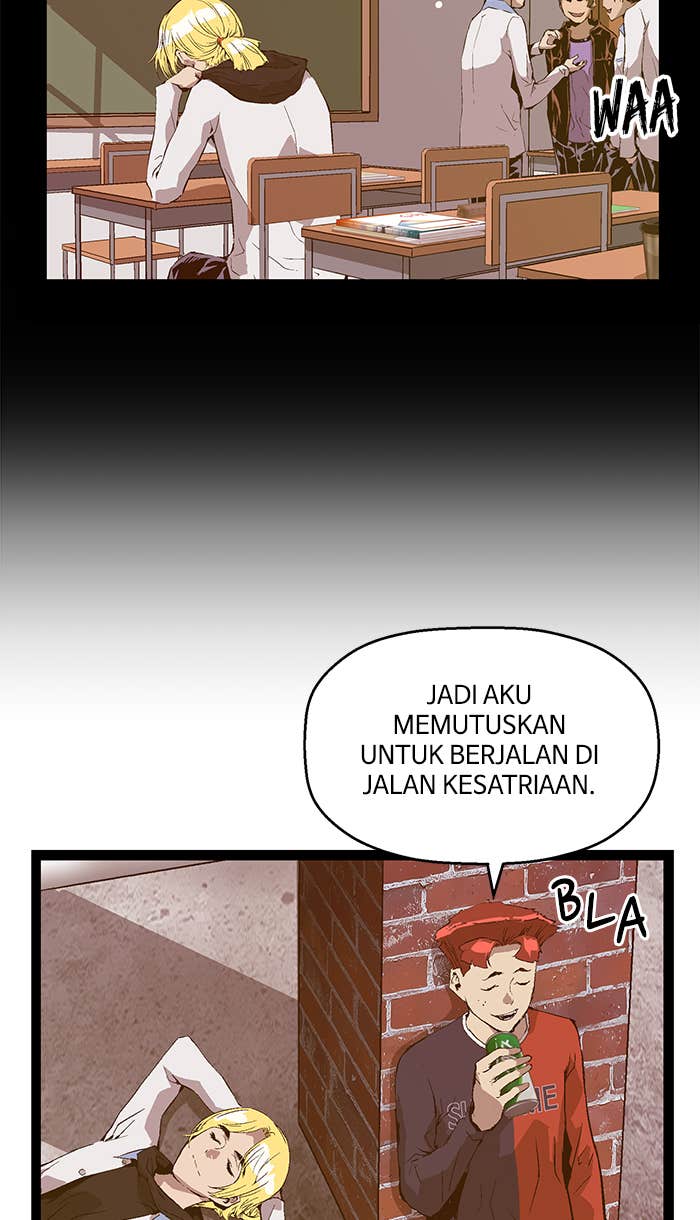 WAA
JADI AKU
MEMUTUSKAN
UNTUK BERJALAN DI
JALAN KESATRIAAN.
BLA